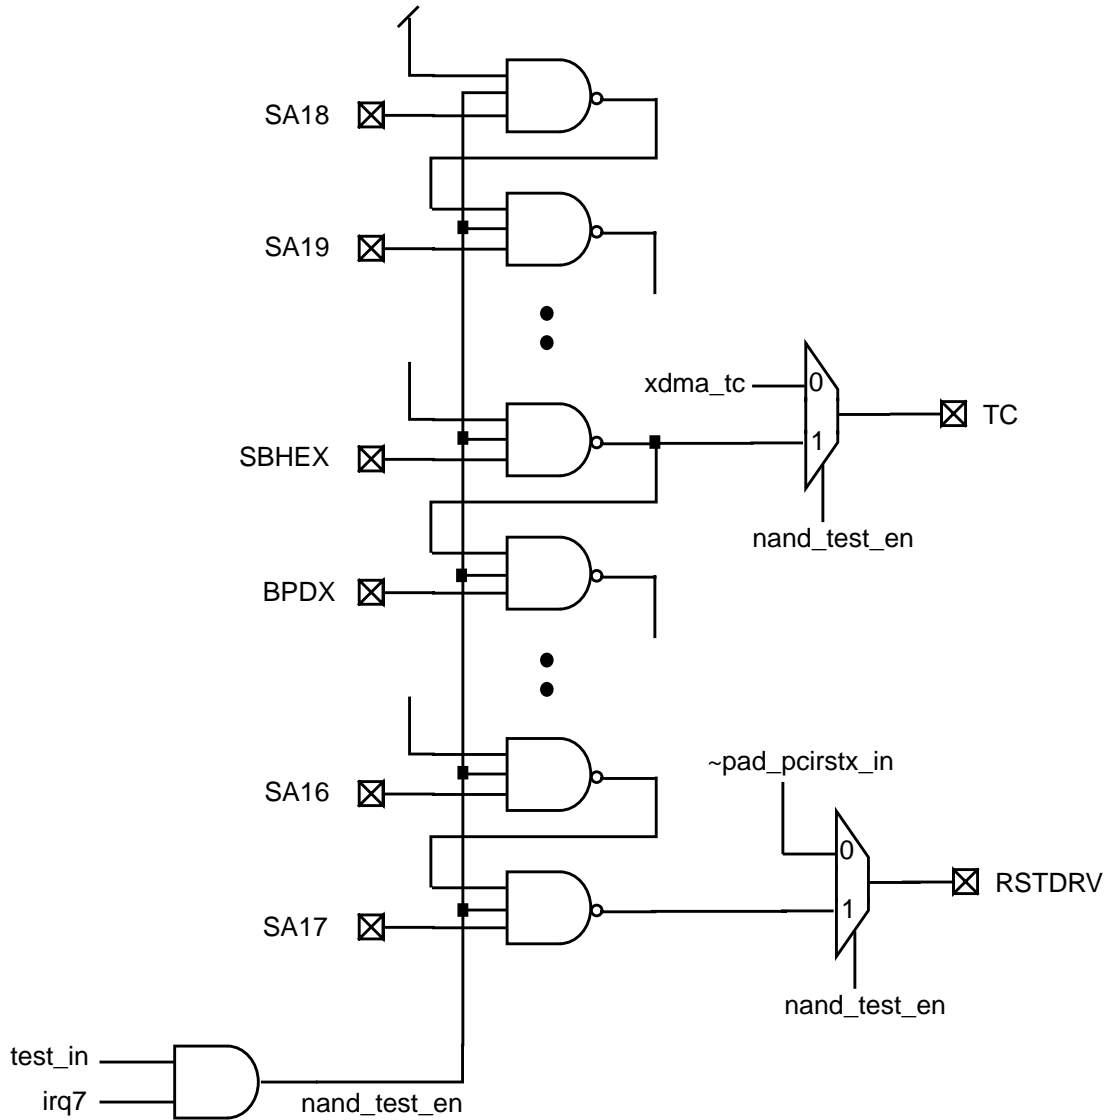 SA18
SA19
xdma_tc
0
TC
1
SBHEX
nand_test_en
BPDX
~pad_pcirstx_in
SA16
0
RSTDRV
1
SA17
nand_test_en
test_in
irq7
nand_test_en